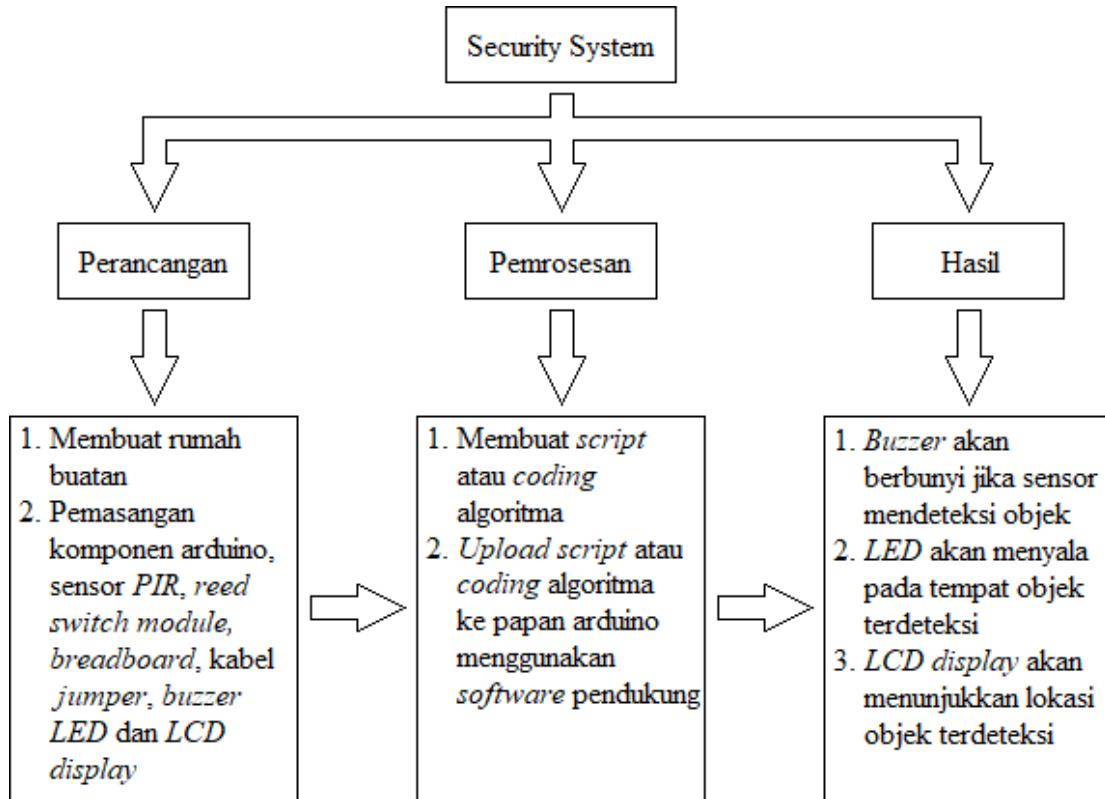 Security System
Perancangan
Pemrosesan
Hasil
1. Membuat rumah
buatan
2. Pemasangan
komponen arduino,
sensor PIR, reed
switch module,
breadboard, kabel
jumper, buzzer
LED dan LCD
display
1. Membuat script
atau coding
algoritma
2. Upload script atau
coding algoritma
ke papan arduino
menggunakan
software pendukung
1. Buzzer akan
berbunyi jika sensor
mendeteksi objek
2. LED akan menyala
pada tempat objek
terdeteksi
3. LCD display akan
menunjukkan lokasi
objek terdeteksi